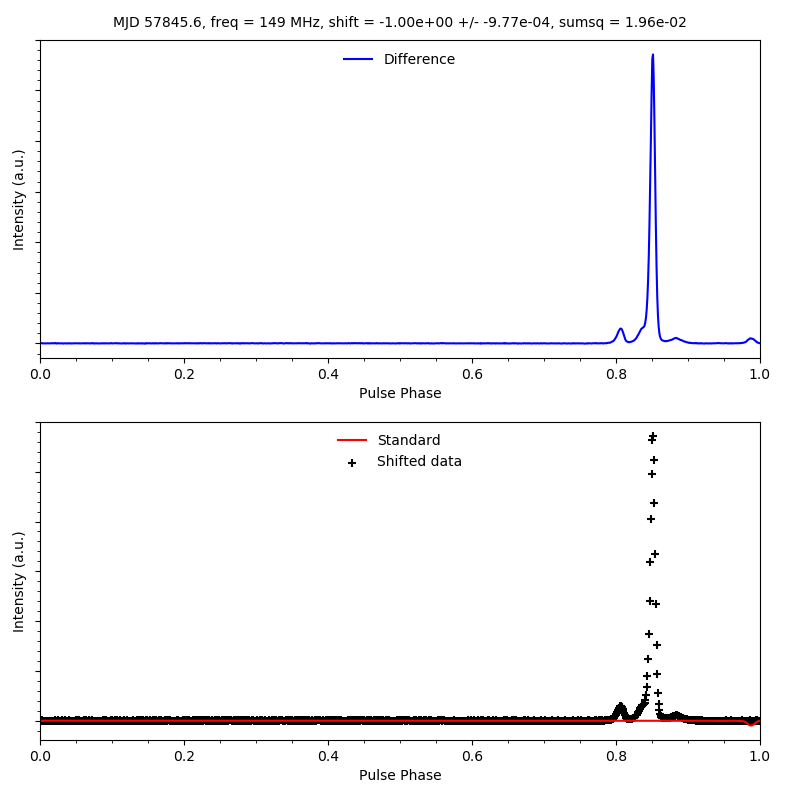 MJD 57845.6, freq = 149 MHz, shift = -1.00e+00 +/- -9.77e-04, sumsq = 1.96e-02
Difference
Intensity (a.u.)
0.0 0.2 0.4 0.6 0.8 1.0
Pulse Phase
Standard
Shifted data
Intensity (a.u.)
0.0 0.2 0.4 0.6 0.8 1.0
Pulse Phase